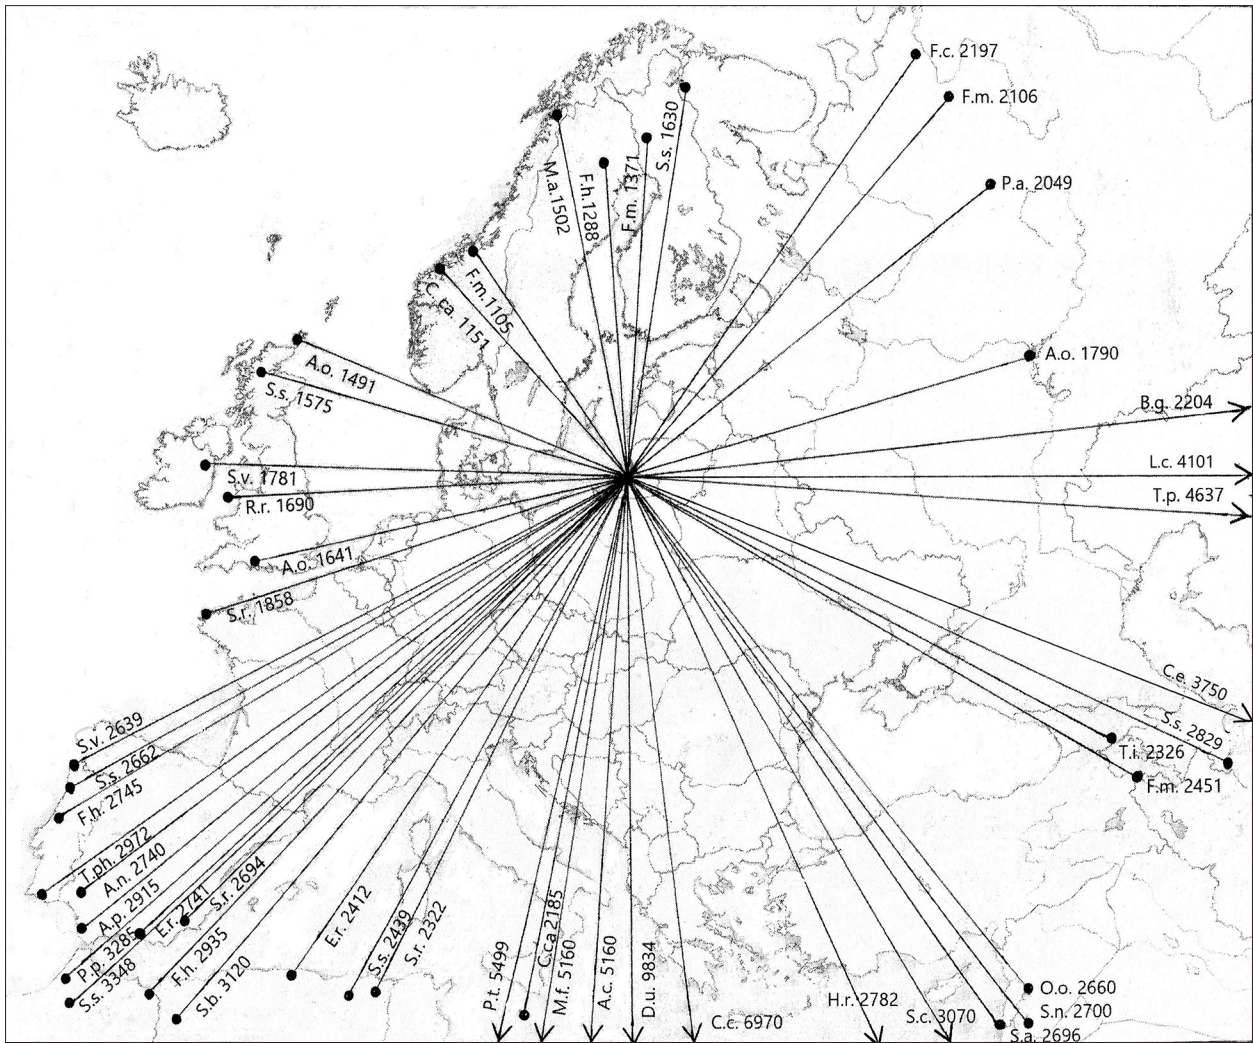 F.c. 2197
F.m. 2106
S.s. 1630
F.m. 1371
M.a.1502
F.h.1288
P.a. 2049
F.m.1105
C. ca. 1151
A.o. 1491
A.o. 1790
S.s. 1575
B.g. 2204
S.v. 1781
L.c. 4101
R.r. 1690
T.p. 4637
A.o. 1641
S.r. 1858
C.e. 3750
S.v. 2639
S.s. 2829
S.s. 2662
T.i. 2326
F.h. 2745
F.m. 2451
T.ph. 2972
A.n. 2740
S.r. 2694
A.p. 2915
E.r. 2741
E.r. 2412
P.p. 3285
F.h. 2935
S.s. 2439
S.r. 2322
S.s. 3348
S.b. 3120
P.t. 5499
C.ca 2185
M.f. 5160
A.c. 5160
D.u. 9834
C.c. 6970
H.r. 2782
S.c. 3070
O.o. 2660
S.n. 2700
S.a. 2696